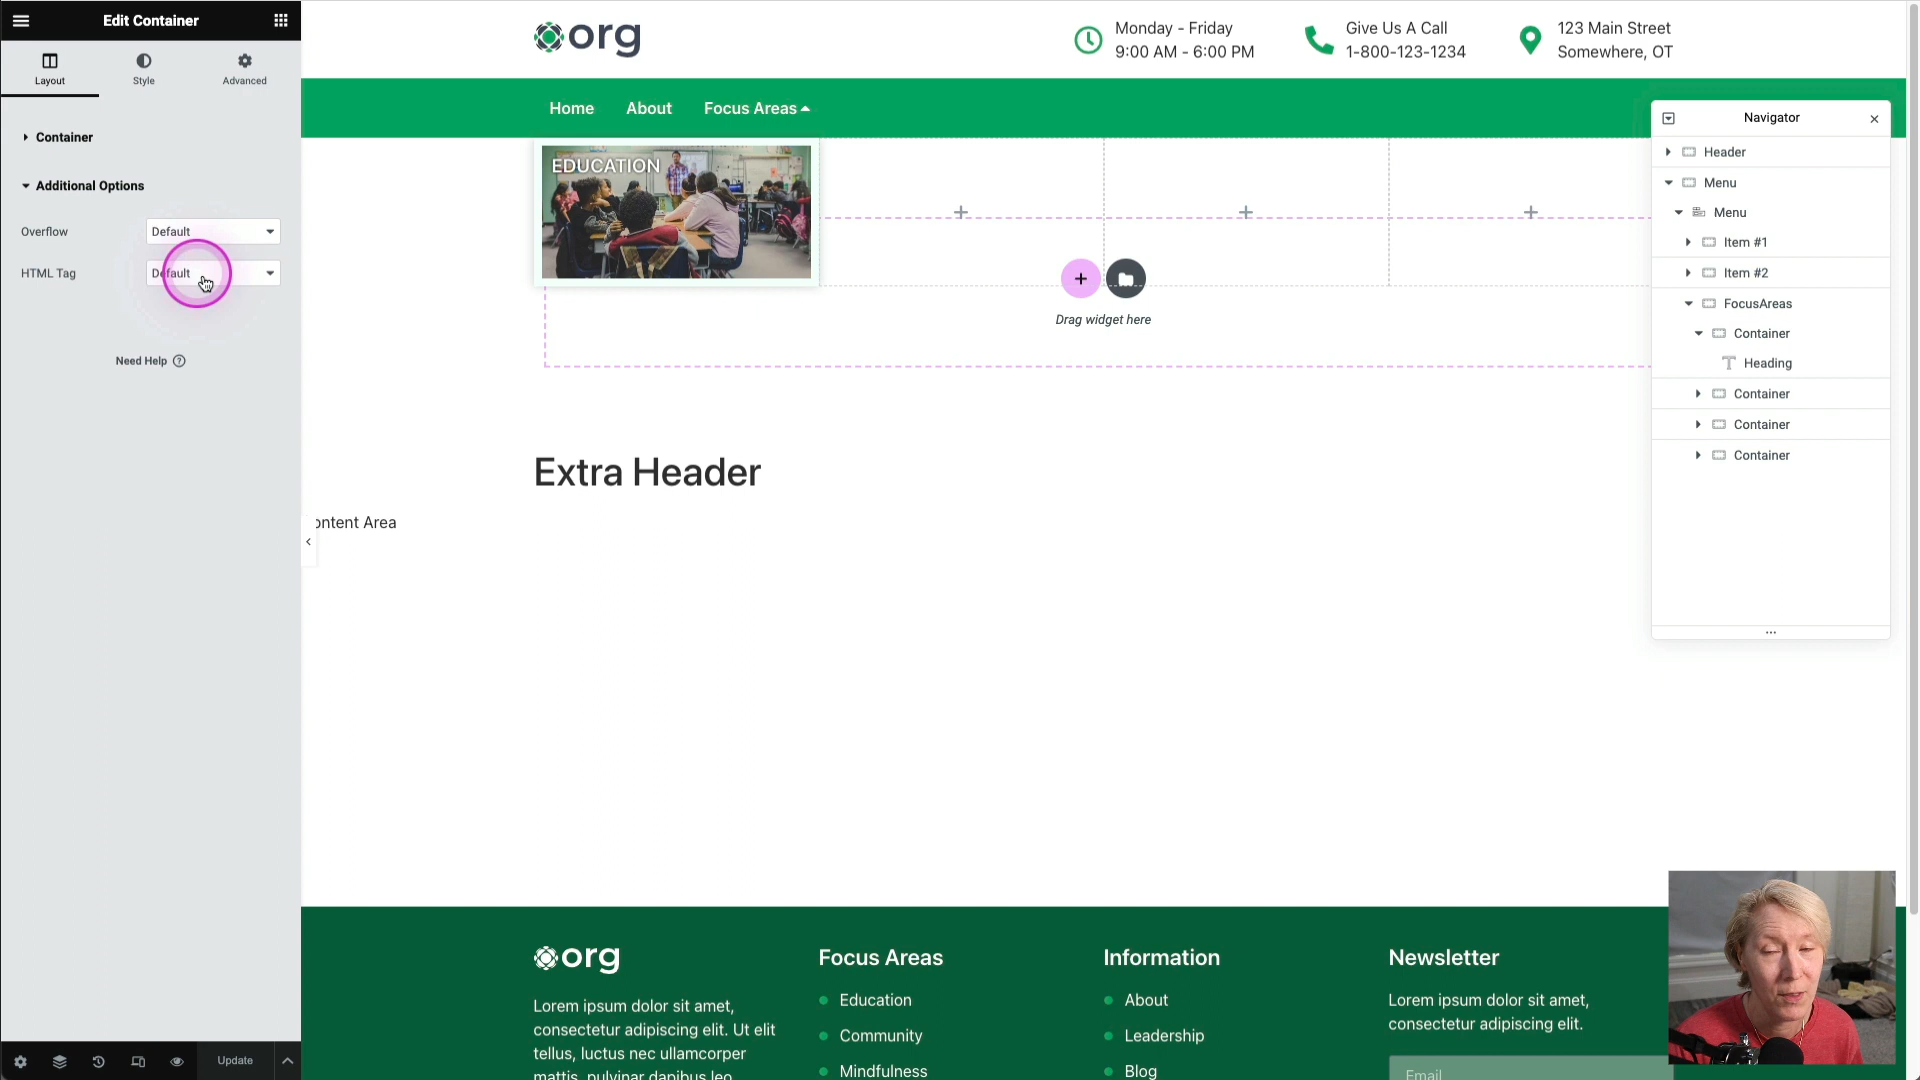 Edit Container
Layout
Style
Advanced
Container
Additional Options
Overflow
Default
HTML Tag
Default
Need Help
Update
org
Monday - Friday
9:00 AM - 6:00 PM
Give Us A Call
1-800-123-1234
123 Main Street
Somewhere, OT
Home
About
Focus Areas
EDUCATION
Drag widget here
Extra Header
ontent Area
Navigator
Header
Menu
Menu
Item #1
Item #2
FocusAreas
Container
Heading
Container
Container
Container
...
org
Lorem ipsum dolor sit amet,
consectetur adipiscing elit. Ut elit
tellus, luctus nec ullamcorper
mattis, pulvinar dapibus leo
Focus Areas
Education
Community
Mindfulness
Information
About
Leadership
Blog
Newsletter
Lorem ipsum dolor sit amet,
consectetur adipiscing elit.
Email